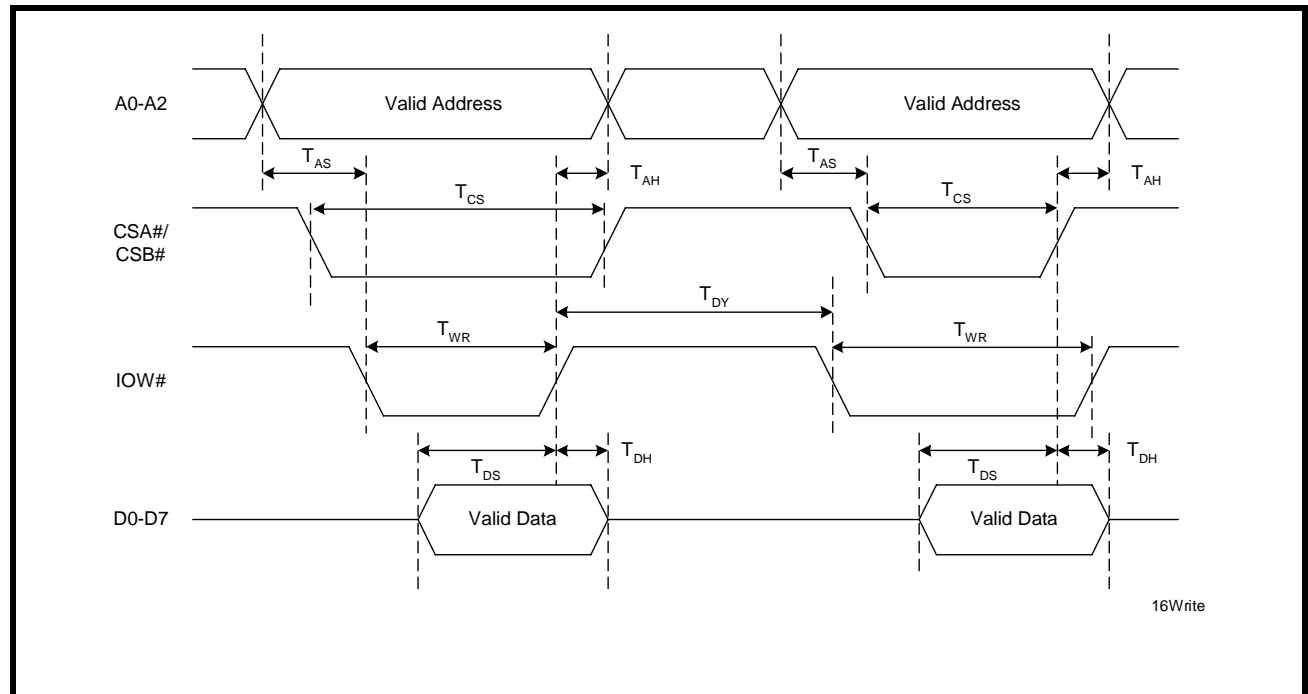 A0-A2
Valid Address
Valid Address
TAS
TAH
TAS
TAH
TCS
TCS
CSA#/
CSB#
TDY
TWR
TWR
IOW#
TDS
TDH
TDS
TDH
D0-D7
Valid Data
Valid Data
16Write